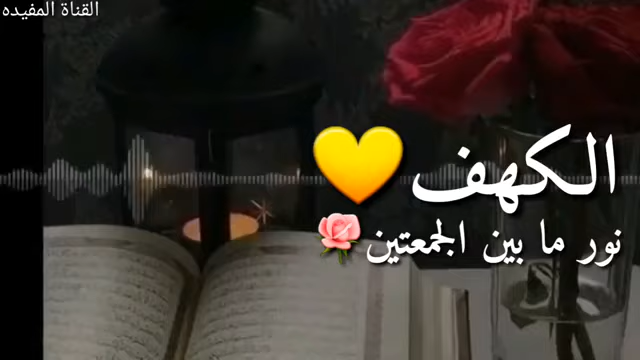 القناة المفيده
الكهف💛
نور ما بين الجمعتين🌹